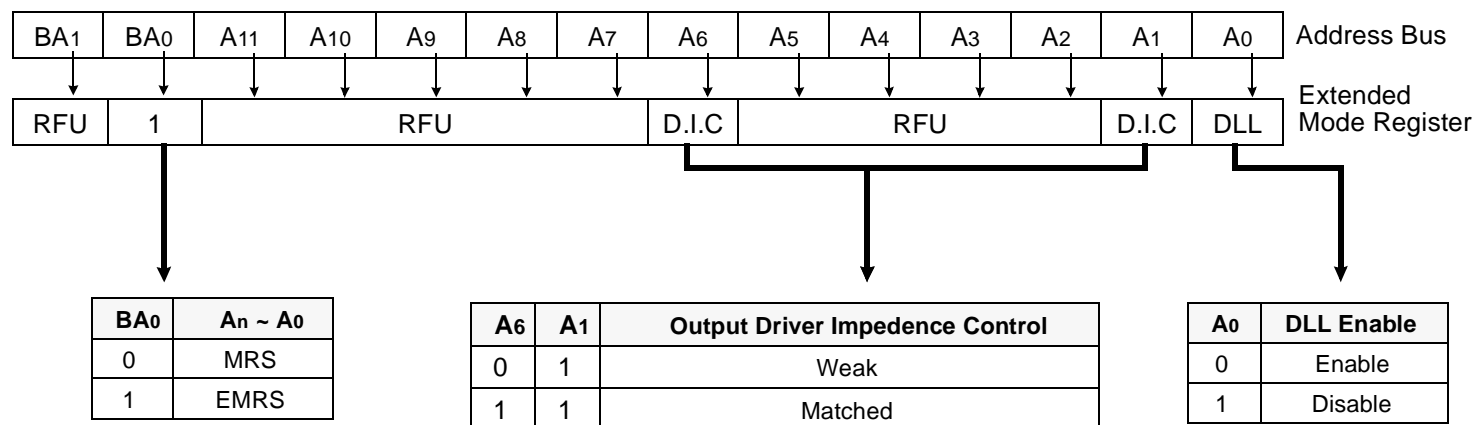 BA1 BA0 A11 A10 A9 A8 A7 A6 A5 A4 A3 A2 A1 A0 Address Bus
RFU 1 RFU D.I.C RFU D.I.C DLL Extended Mode Register
BA0 An ~ A0
0 MRS
1 EMRS
A6 A1 Output Driver Impedence Control
0 1 Weak
1 1 Matched
A0 DLL Enable
0 Enable
1 Disable